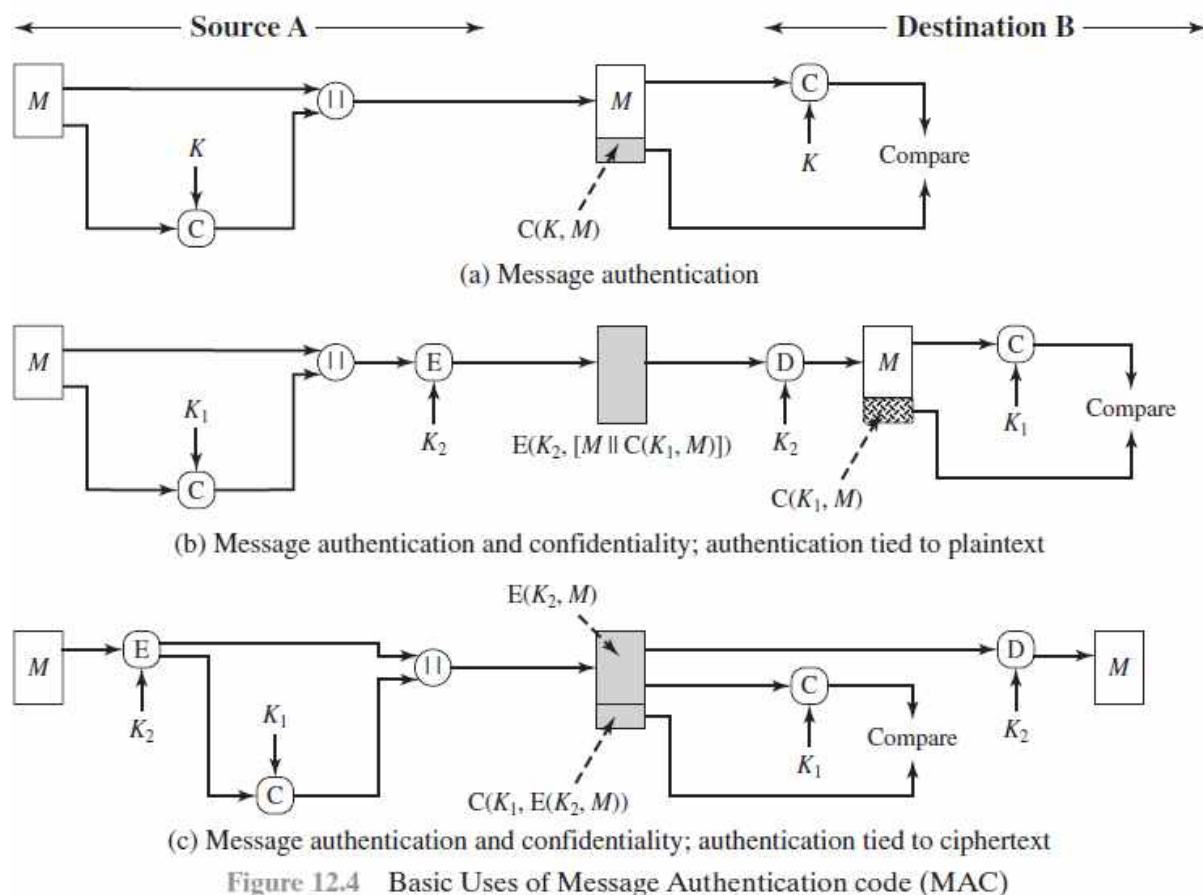 Source A
Destination B
M
||
M
C
K
K
Compare
C
C(K, M)
(a) Message authentication
M
||
E
D
M
C
K1
K2
E(K2, [M || C(K1, M)])
K2
K1
Compare
C
C(K1, M)
(b) Message authentication and confidentiality; authentication tied to plaintext
E(K2, M)
M
E
||
D
M
C
K2
K1
Compare
K2
K1
C
C(K1, E(K2, M))
(c) Message authentication and confidentiality; authentication tied to ciphertext
Figure 12.4 Basic Uses of Message Authentication code (MAC)